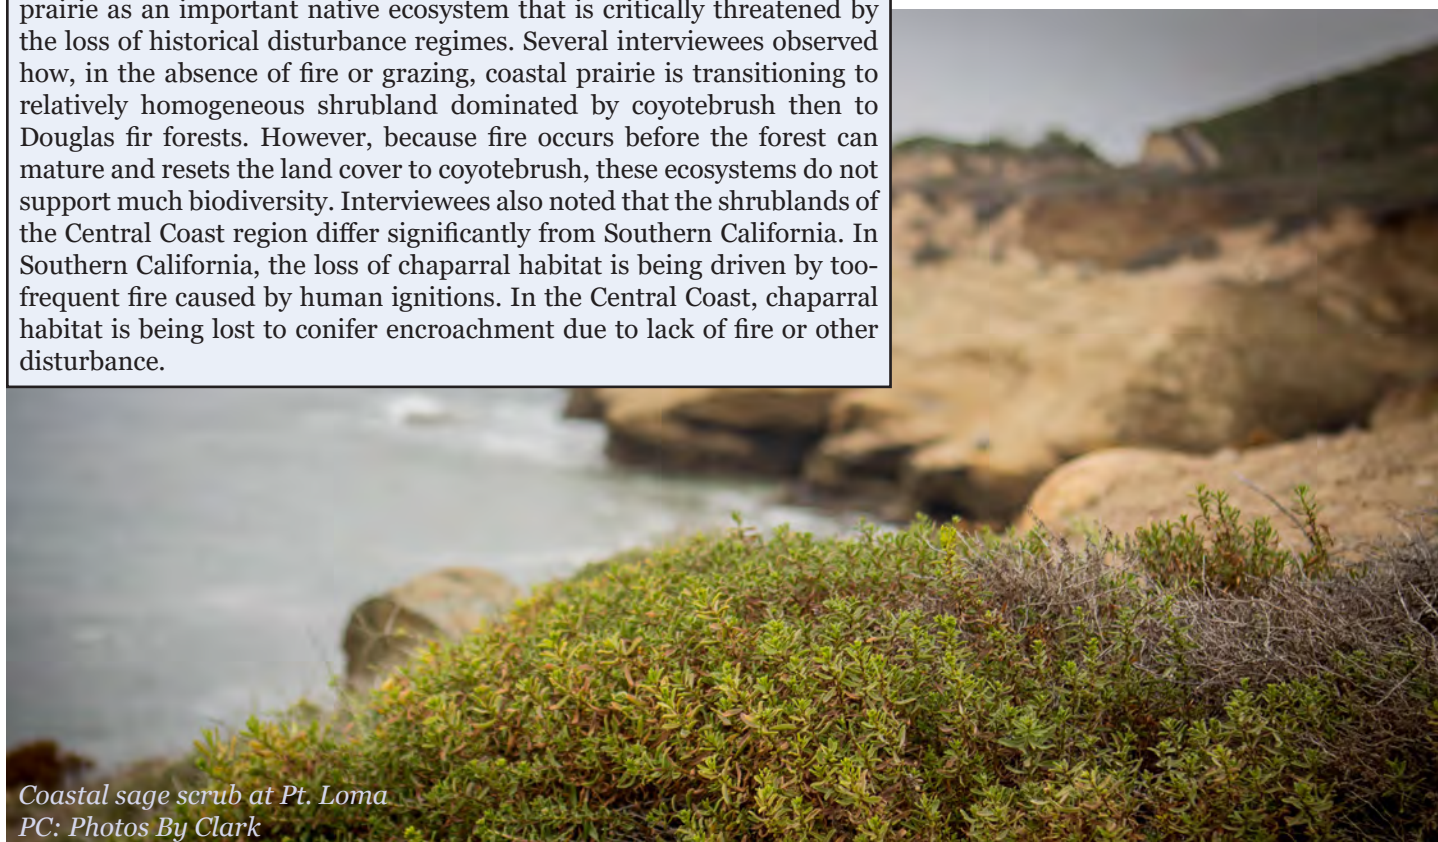 prairie as an important native ecosystem that is critically threatened by
the loss of historical disturbance regimes. Several interviewees observed
how, in the absence of fire or grazing, coastal prairie is transitioning to
relatively homogeneous shrubland dominated by coyotebrush then to
Douglas fir forests. However, because fire occurs before the forest can
mature and resets the land cover to coyotebrush, these ecosystems do not
support much biodiversity. Interviewees also noted that the shrublands of
the Central Coast region differ significantly from Southern California. In
Southern California, the loss of chaparral habitat is being driven by too-
frequent fire caused by human ignitions. In the Central Coast, chaparral
habitat is being lost to conifer encroachment due to lack of fire or other
disturbance.
Coastal sage scrub at Pt. Loma
PC: Photos By Clark